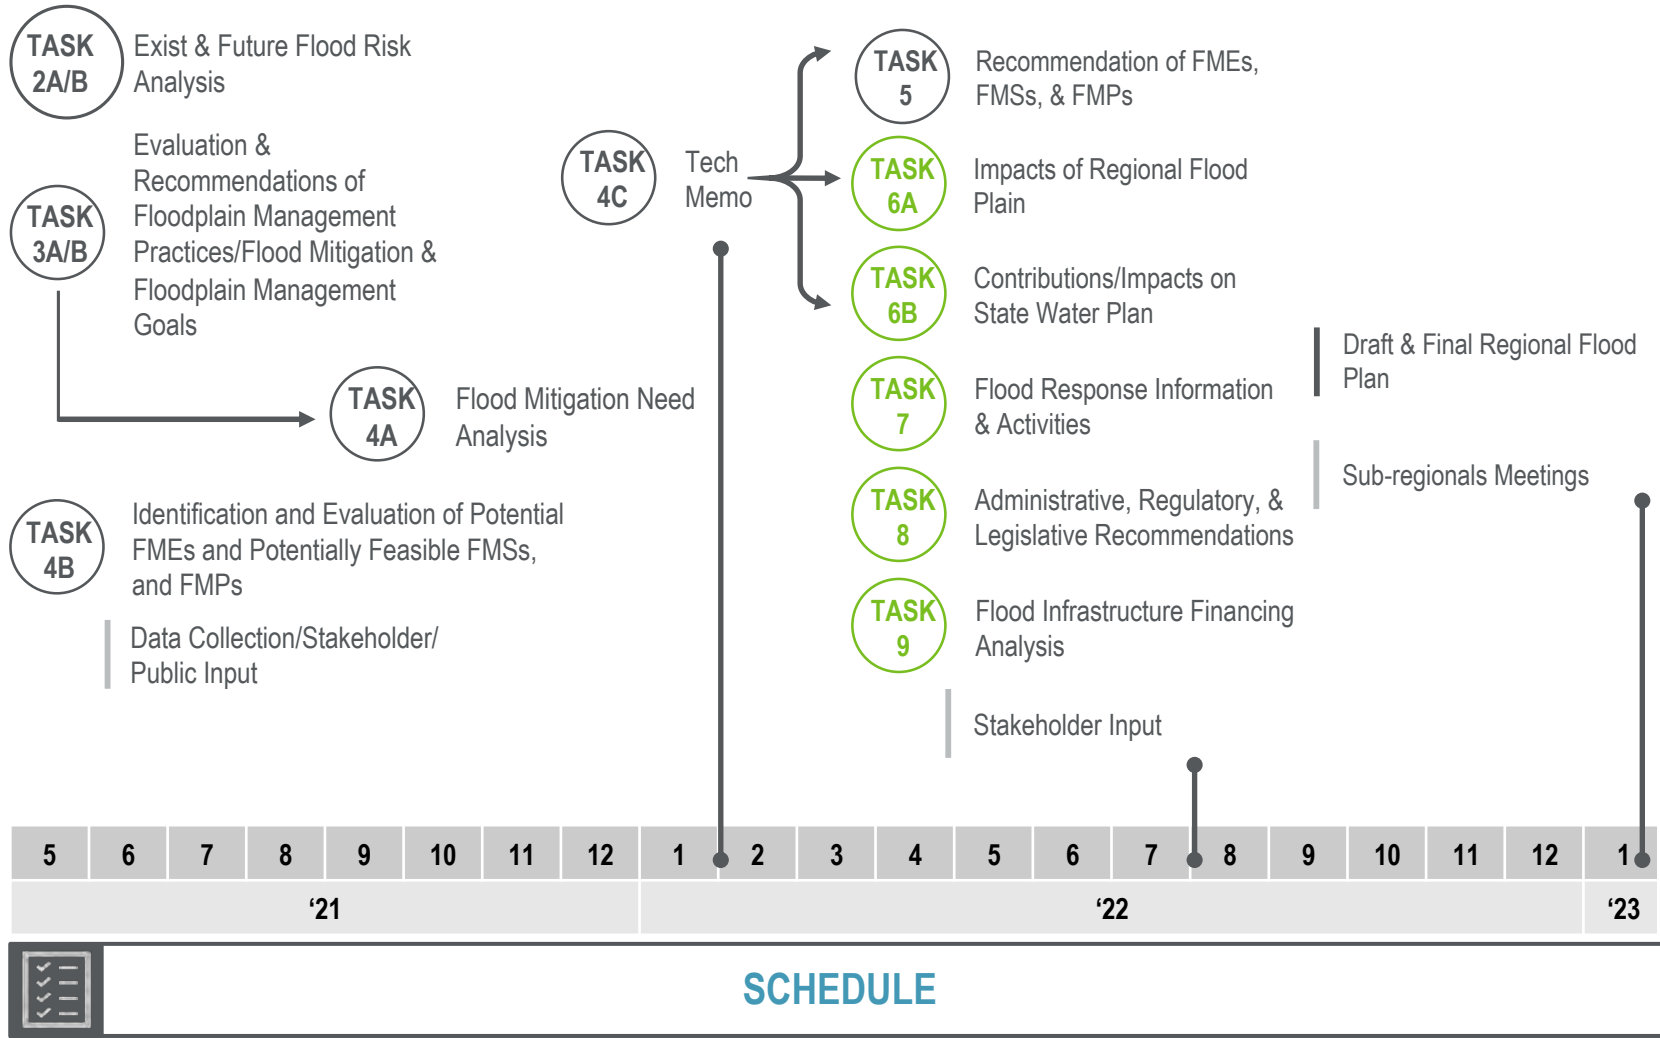 TASK
2A/B
Exist & Future Flood Risk
Analysis
TASK
3A/B
Evaluation &
Recommendations of
Floodplain Management
Practices/Flood Mitigation &
Floodplain Management
Goals
TASK
4A
Flood Mitigation Need
Analysis
TASK
4B
Identification and Evaluation of Potential
FMEs and Potentially Feasible FMSs,
and FMPs
Data Collection/Stakeholder/
Public Input
TASK
4C
Tech
Memo
TASK
5
Recommendation of FMEs,
FMSs, & FMPs
TASK
6A
Impacts of Regional Flood
Plain
TASK
6B
Contributions/Impacts on
State Water Plan
TASK
7
Flood Response Information
& Activities
TASK
8
Administrative, Regulatory, &
Legislative Recommendations
TASK
9
Flood Infrastructure Financing
Analysis
Stakeholder Input
Draft & Final Regional Flood
Plan
Sub-regionals Meetings
5 6 7 8 9 10 11 12 1 2 3 4 5 6 7 8 9 10 11 12 1
‘21 ‘22 ‘23
SCHEDULE